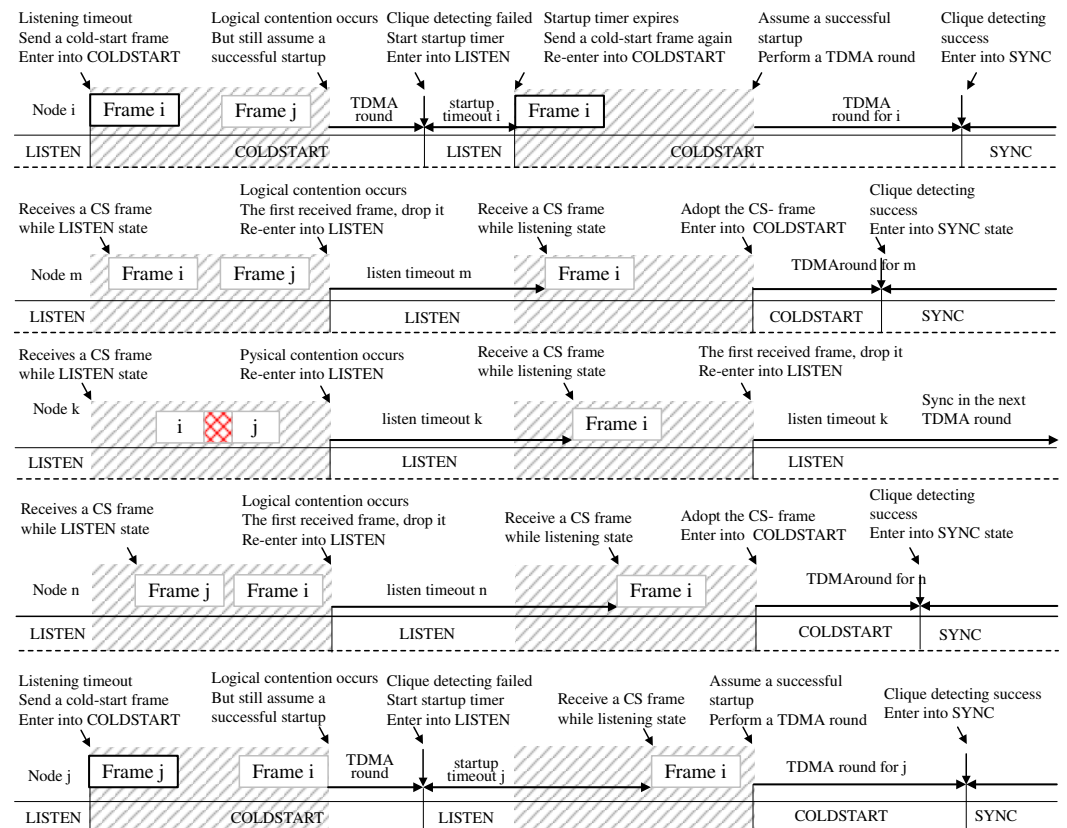 Listening timeout
Send a cold-start frame
Enter into COLDSTART
Logical contention occurs
But still assume a
successful startup
Clique detecting failed
Start startup timer
Enter into LISTEN
Startup timer expires
Send a cold-start frame again
Re-enter into COLDSTART
Assume a successful
startup
Perform a TDMA round
Clique detecting
success
Enter into SYNC
Node i
Frame i
Frame j
TDMA
round
startup
timeout i
Frame i
TDMA
round for i
LISTEN
COLDSTART
LISTEN
COLDSTART
SYNC
Receives a CS frame
while LISTEN state
Logical contention occurs
The first received frame, drop it
Re-enter into LISTEN
Receive a CS frame
while listening state
Adopt the CS- frame
Enter into COLDSTART
Clique detecting
success
Enter into SYNC state
Node m
Frame i
Frame j
listen timeout m
Frame i
TDMAround for m
LISTEN
LISTEN
COLDSTART
SYNC
Receives a CS frame
while LISTEN state
Pysical contention occurs
Re-enter into LISTEN
Receive a CS frame
while listening state
The first received frame, drop it
Re-enter into LISTEN
Node k
i
j
listen timeout k
Frame i
listen timeout k
Sync in the next
TDMA round
LISTEN
LISTEN
LISTEN
Receives a CS frame
while LISTEN state
Logical contention occurs
The first received frame, drop it
Re-enter into LISTEN
Receive a CS frame
while listening state
Adopt the CS- frame
Enter into COLDSTART
Clique detecting
success
Enter into SYNC state
Node n
Frame j
Frame i
listen timeout n
Frame i
TDMAround for n
LISTEN
LISTEN
COLDSTART
SYNC
Listening timeout
Send a cold-start frame
Enter into COLDSTART
Logical contention occurs
But still assume a
successful startup
Clique detecting failed
Start startup timer
Enter into LISTEN
Receive a CS frame
while listening state
Assume a successful
startup
Perform a TDMA round
Clique detecting success
Enter into SYNC
Node j
Frame j
Frame i
TDMA
round
startup
timeout j
Frame i
TDMA round for j
LISTEN
COLDSTART
LISTEN
COLDSTART
SYNC